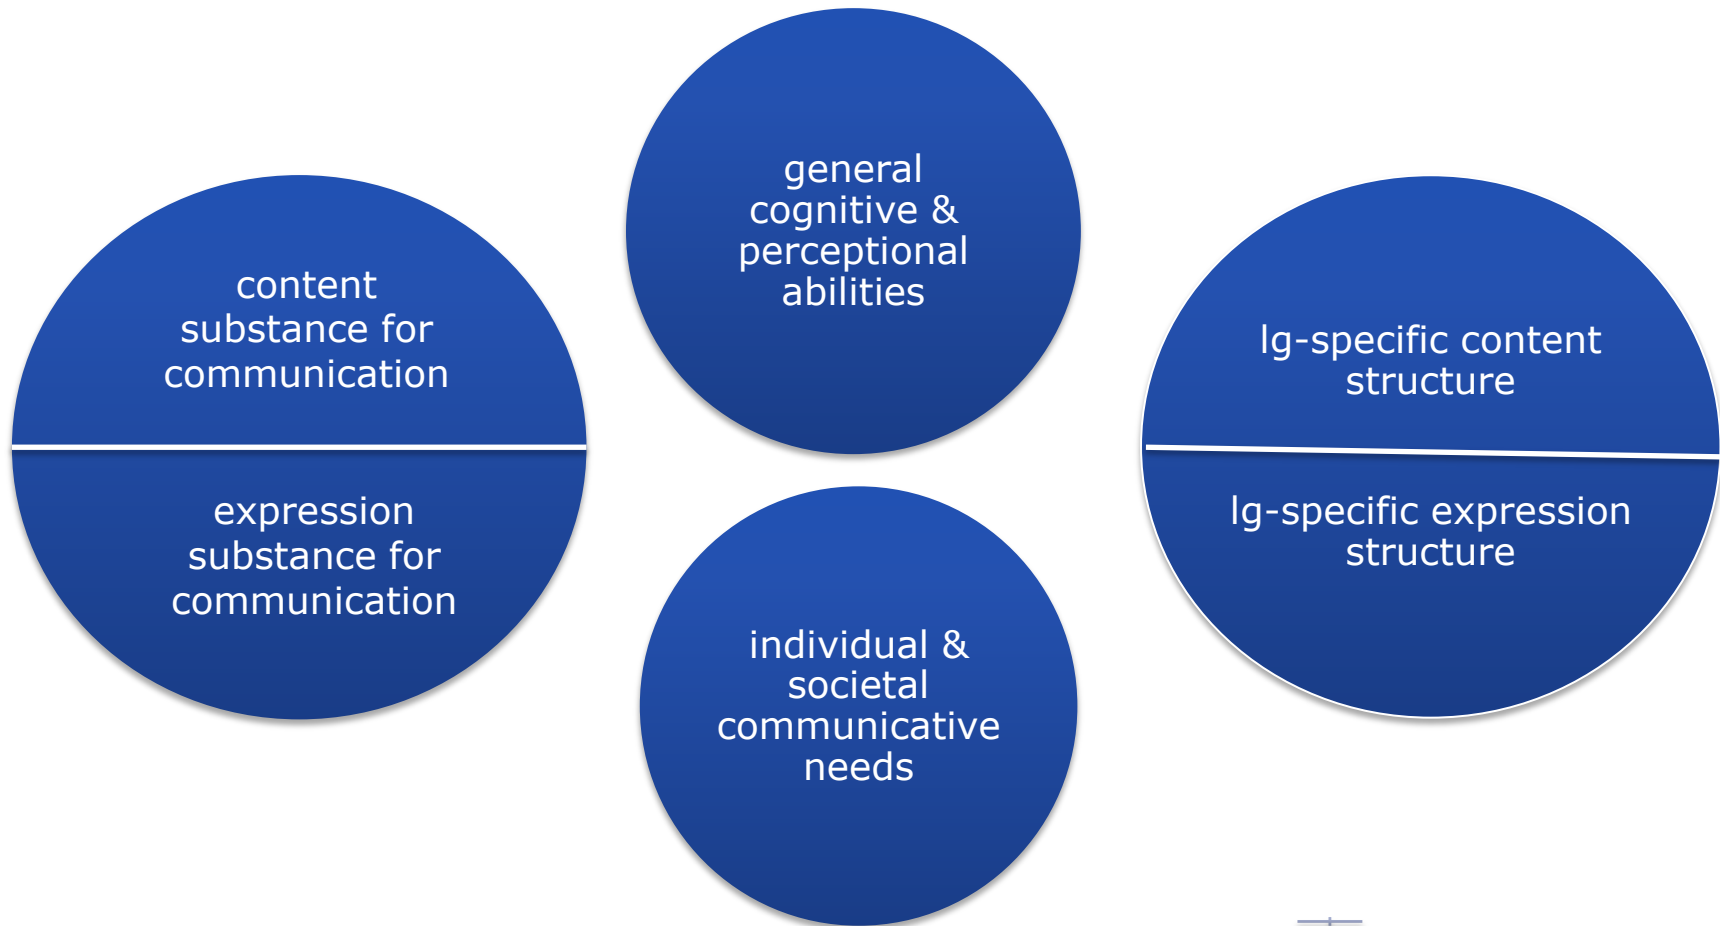 content
substance for
communication
expression
substance for
communication
general
cognitive &
perceptional
abilities
individual &
societal
communicative
needs
lg-specific content
structure
lg-specific expression
structure